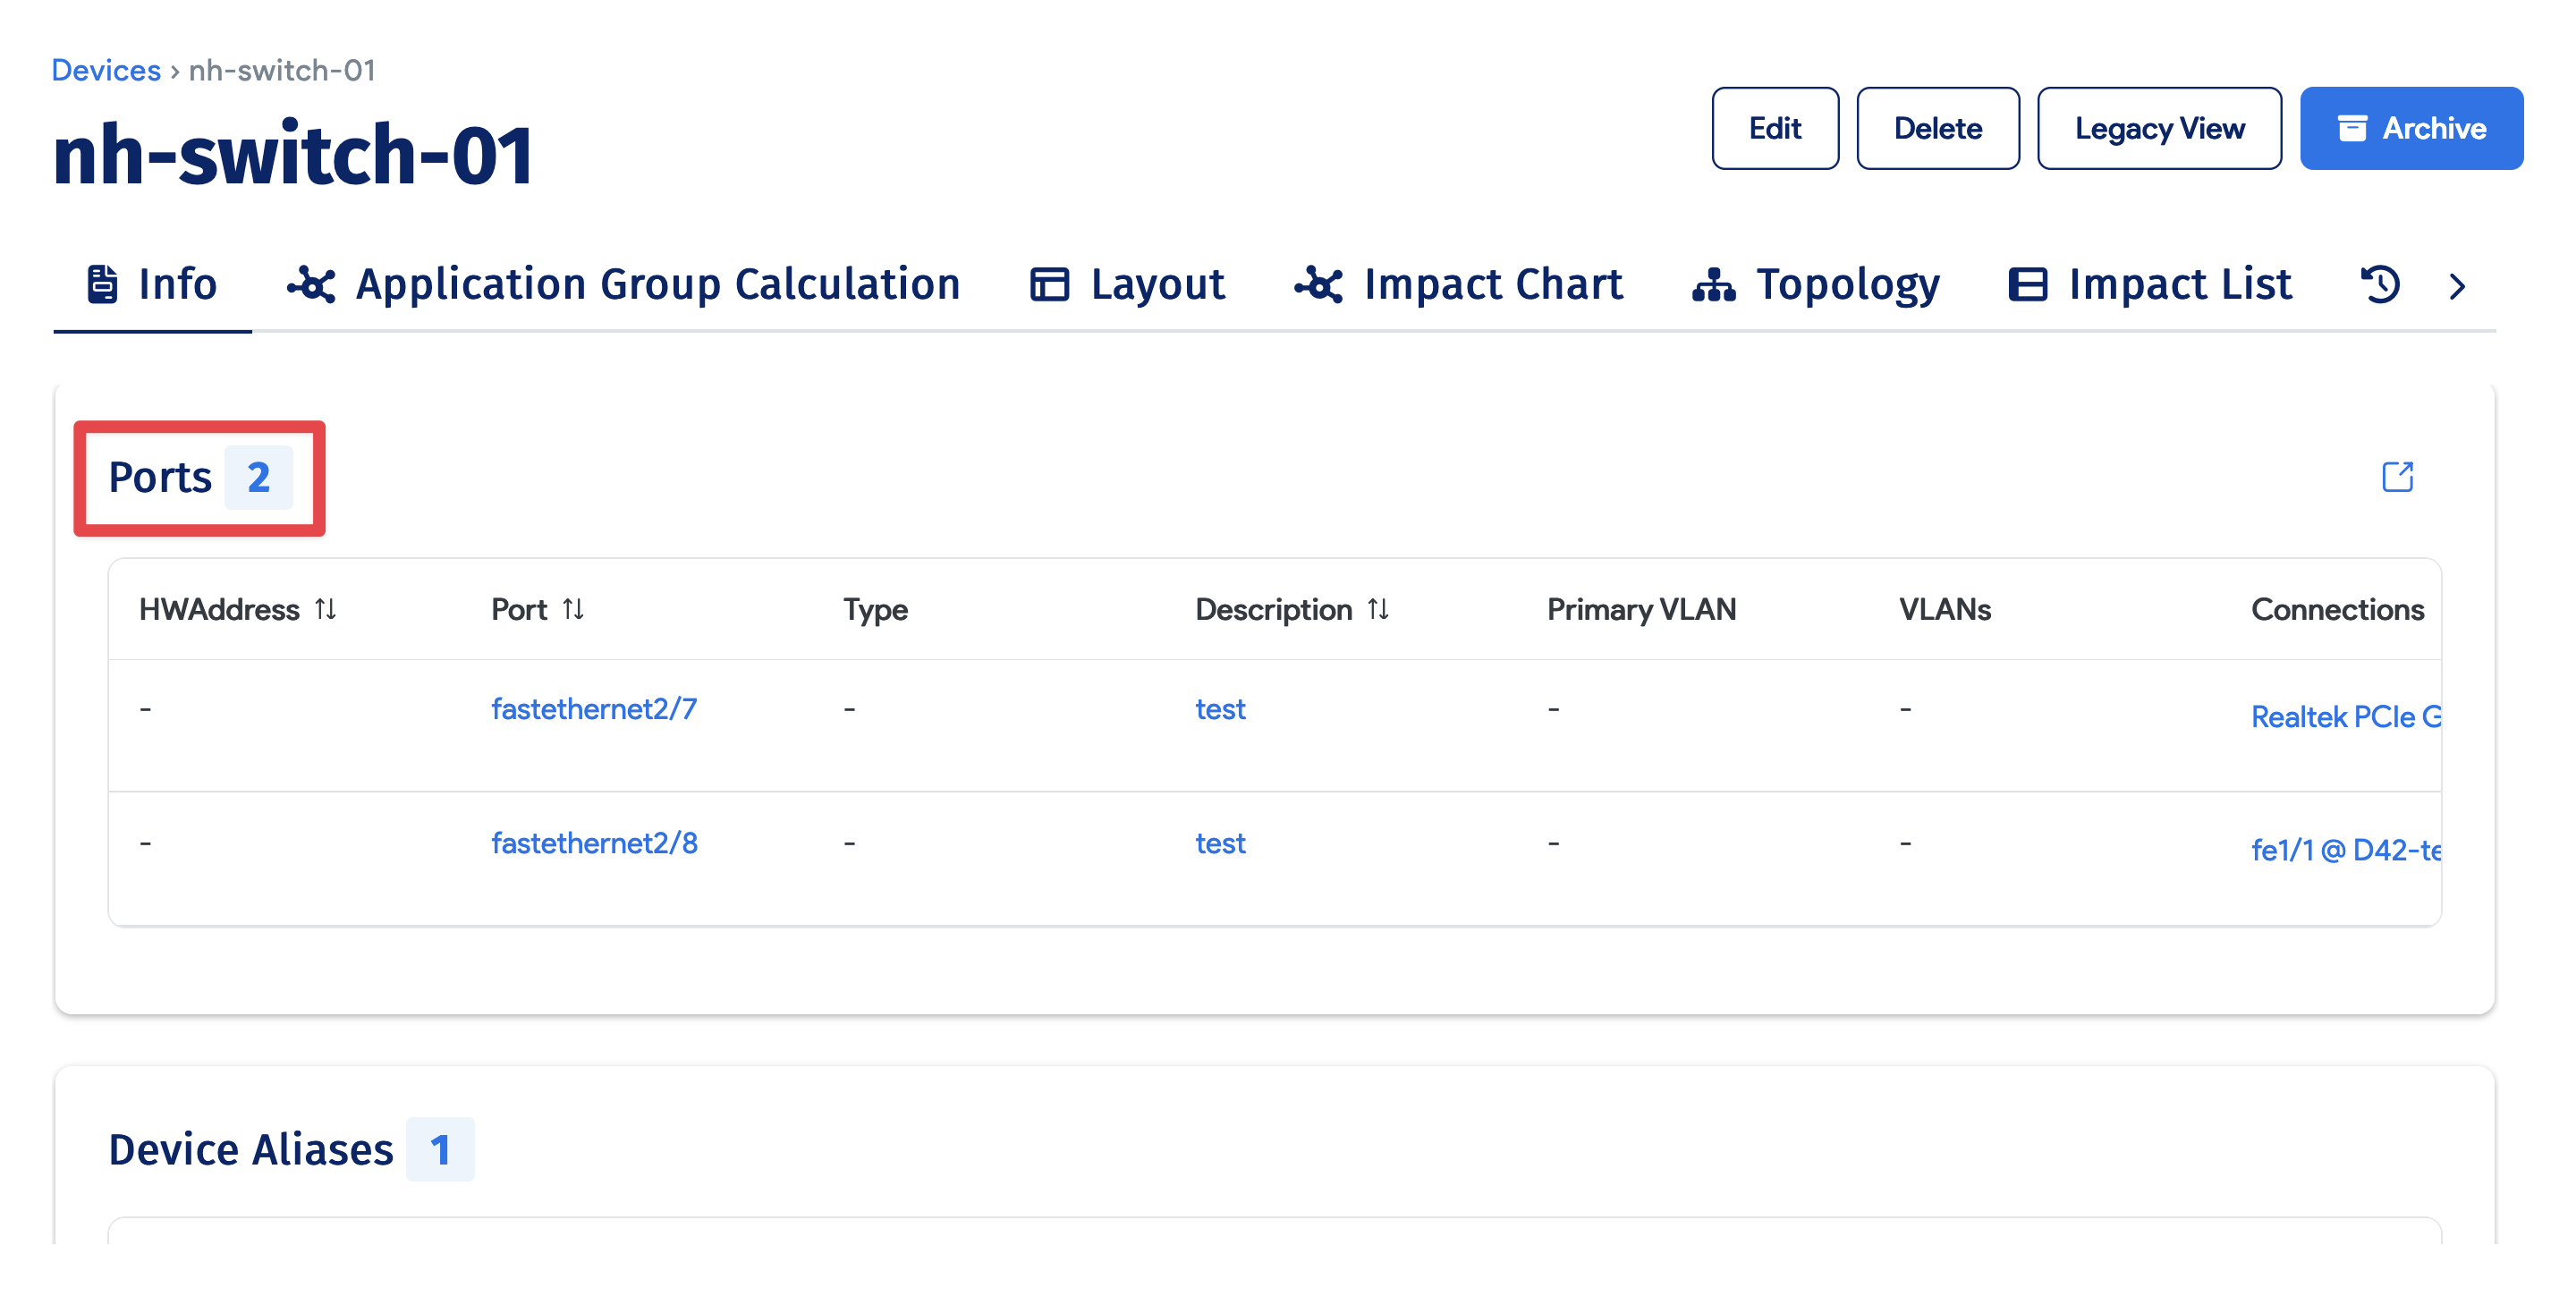 Devices › nh-switch-01
nh-switch-01
Edit
Delete
Legacy View
Archive
Info
Application Group Calculation
Layout
Impact Chart
Topology
Impact List
Ports 2
HWAddress Port Type Description Primary VLAN VLANs Connections
- fastethernet2/7 - test - - Realtek PCIe G
- fastethernet2/8 - test - - fe1/1 @ D42-te
Device Aliases 1